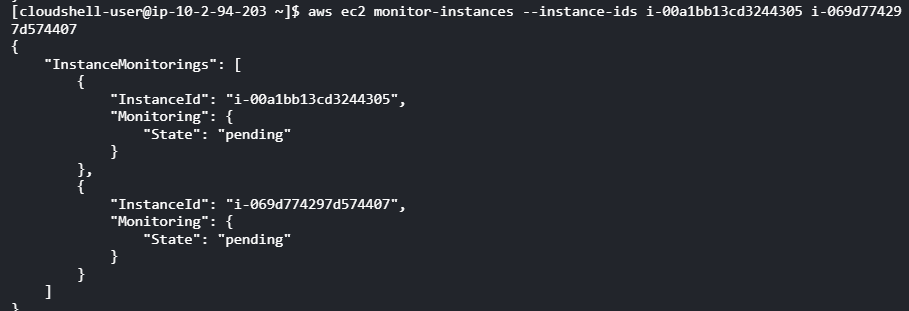 [cloudshell-user@ip-10-2-94-203 ~]$ aws ec2 monitor-instances --instance-ids i-00a1bb13cd3244305 i-069d77429
7d574407
{
    "InstanceMonitorings": [
        {
            "InstanceId": "i-00a1bb13cd3244305",
            "Monitoring": {
                "State": "pending"
            }
        },
        {
            "InstanceId": "i-069d774297d574407",
            "Monitoring": {
                "State": "pending"
            }
        }
    ]
}